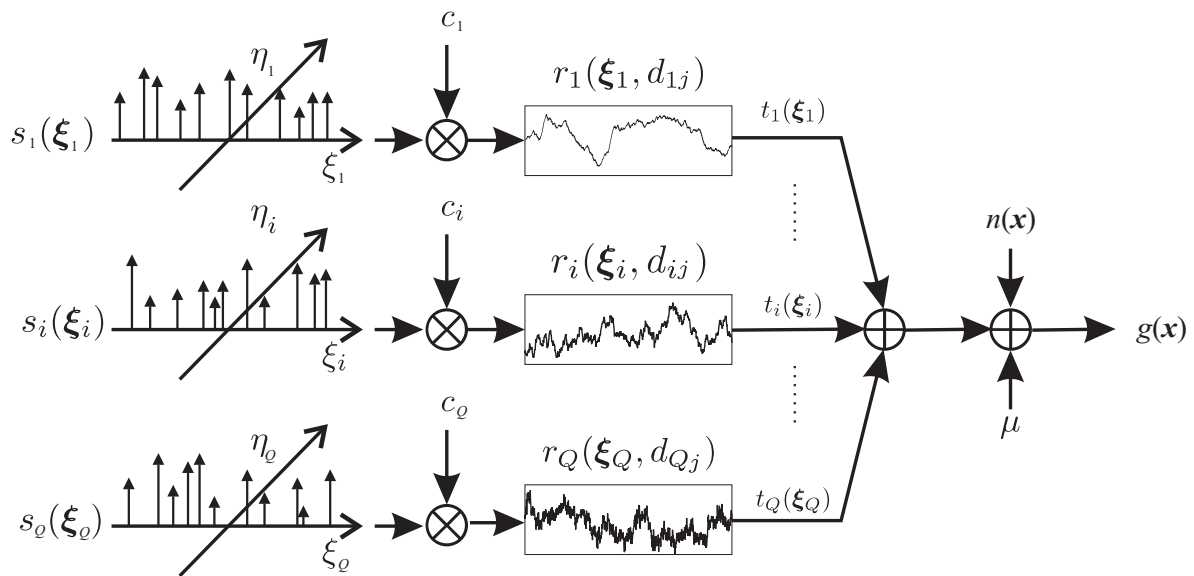 c₁
η₁
r₁(ξ₁, d₁ⱼ)
s₁(ξ₁)
ξ₁
t₁(ξ₁)
cᵢ
ηᵢ
rᵢ(ξᵢ, dᵢⱼ)
n(x)
sᵢ(ξᵢ)
ξᵢ
tᵢ(ξᵢ)
g(x)
μ
c_Q
η_Q
r_Q(ξ_Q, d_Qⱼ)
s_Q(ξ_Q)
ξ_Q
t_Q(ξ_Q)